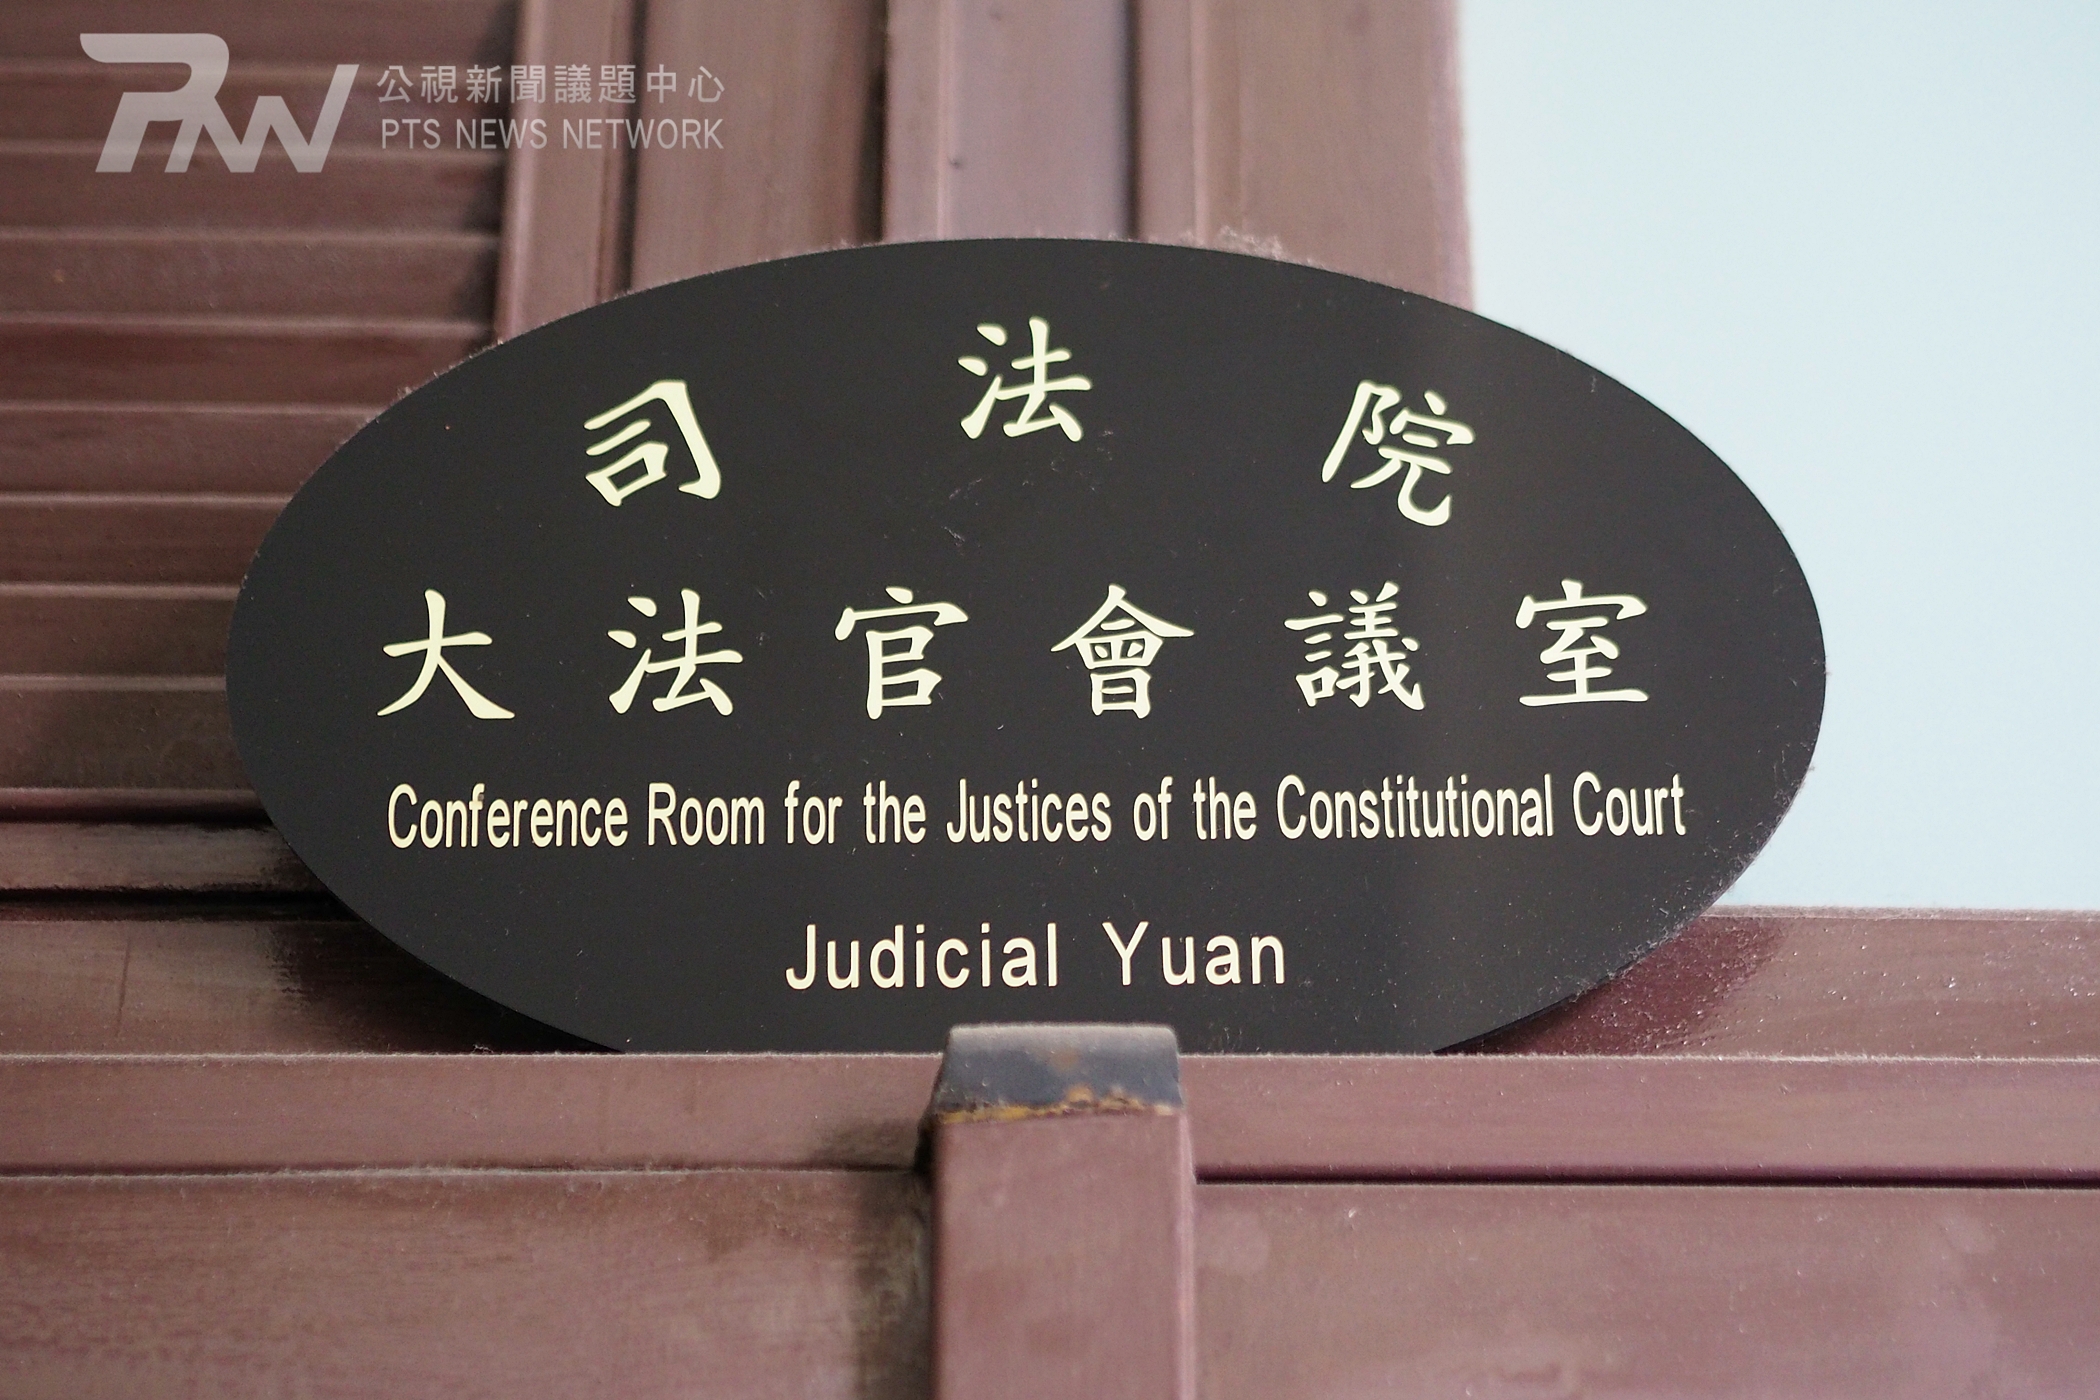 PNN
公視新聞議題中心
PTS NEWS NETWORK
司法院
大法官會議室
Conference Room for the Justices of the Constitutional Court
Judicial Yuan